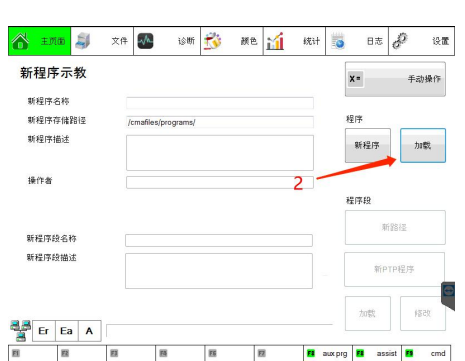 主页面 文件 诊断 颜色 统计 日志 设置
新程序示教
X= 手动操作
新程序名称
新程序存储路径 /cmafiles/programs/
程序
新程序描述
新程序 加载
操作者
2
程序段
新路径
新程序段名称
新程序段描述
新PTP程序
加载 修改
Er Ea A
F1 F2 F3 F4 F5 F6 F7 F8 aux prg F9 assist F10 cmd